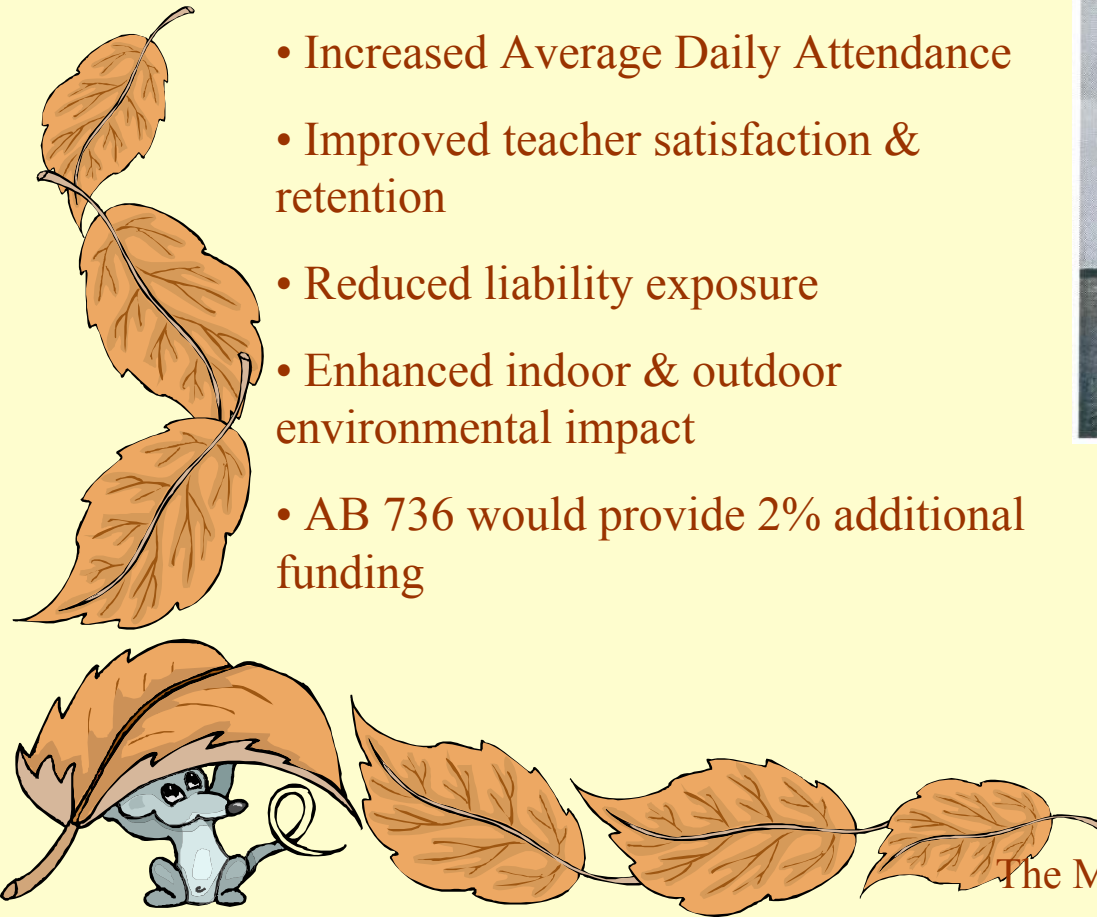 • Increased Average Daily Attendance
• Improved teacher satisfaction &
retention
• Reduced liability exposure
• Enhanced indoor & outdoor
environmental impact
• AB 736 would provide 2% additional
funding
The M